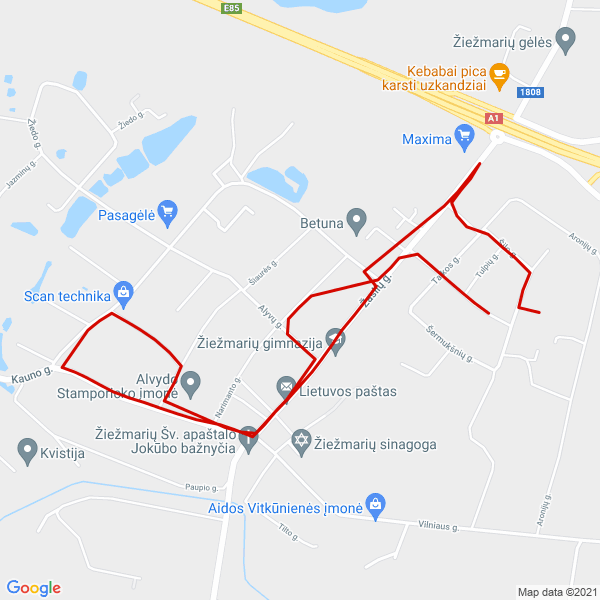 E85
Žiežmarių gėlės
Kebabai pica
karsti uzkandziai
1808
A1
Maxima
Žiedo g.
Žiedo g.
Jazminų g.
Pasagėlė
Betuna
Šilo g.
Aronijų g.
Tulpių g.
Taikos g.
Šiaurės g.
Žaslių g.
Scan technika
Alyvų g.
Šermukšnių g.
Žiežmarių gimnazija
Kauno g.
Alvydo
Stamponsko įmonė
Narimanto g.
Lietuvos paštas
Žiežmarių Šv. apaštalo
Jokūbo bažnyčia
Žiežmarių sinagoga
Kvistija
Paupio g.
Aidos Vitkūnienės įmonė
Aronijų g.
Vilniaus g.
Tilto g.
Google
Map data ©2021